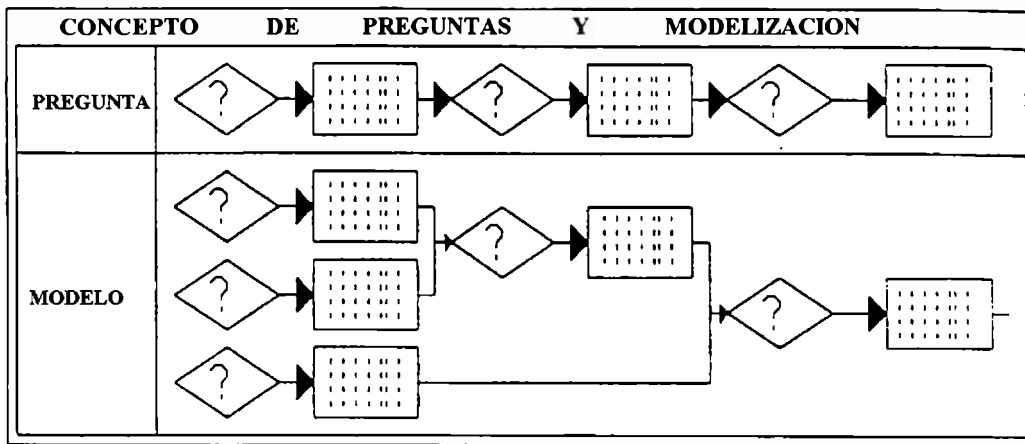 CONCEPTO DE PREGUNTAS Y MODELIZACION
PREGUNTA ? ? ?
?
?
MODELO ? ?
?